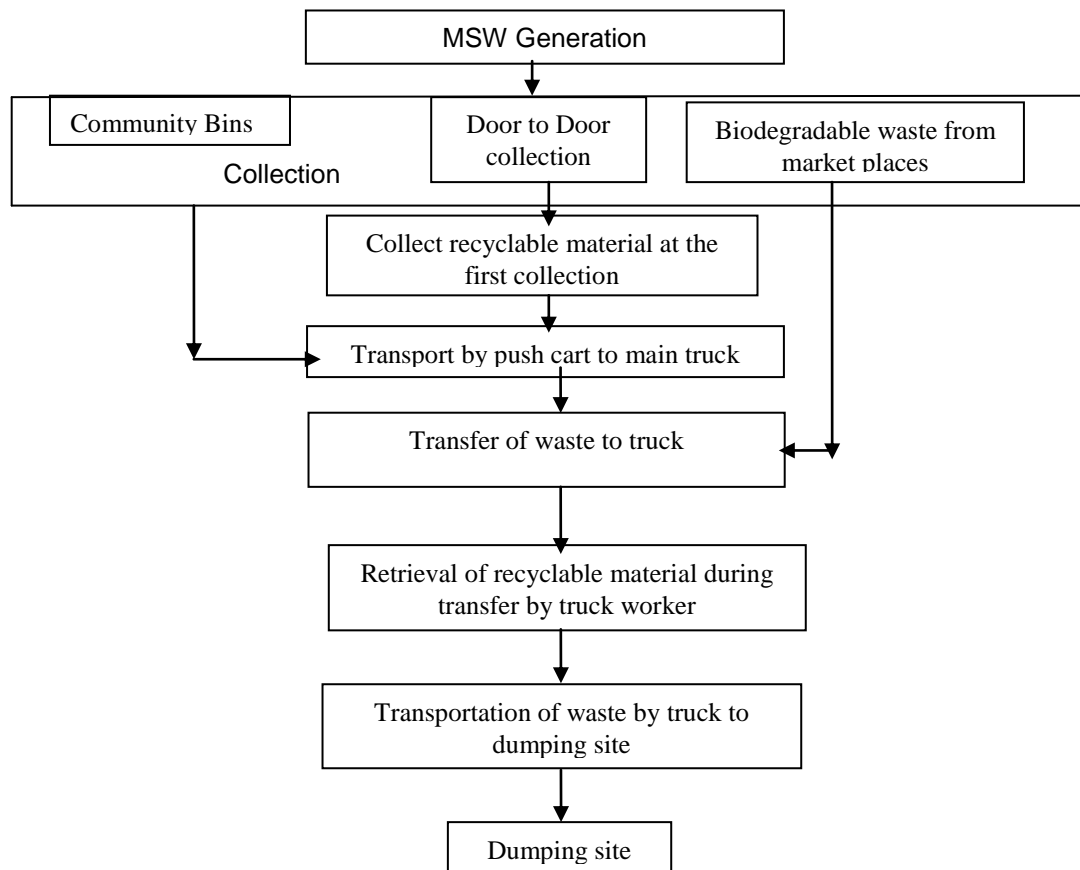 MSW Generation
Community Bins
Door to Door
collection
Biodegradable waste from
market places
Collection
Collect recyclable material at the
first collection
Transport by push cart to main truck
Transfer of waste to truck
Retrieval of recyclable material during
transfer by truck worker
Transportation of waste by truck to
dumping site
Dumping site